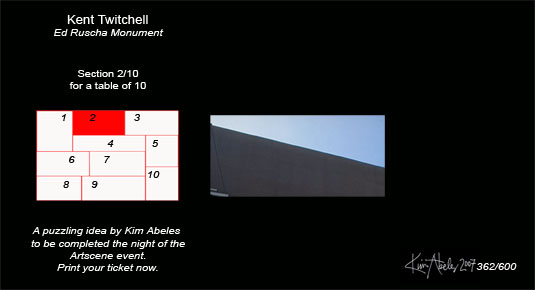 Kent Twitchell
Ed Ruscha Monument
Section 2/10
for a table of 10
1 2 3
4 5
6 7
10
8 9
A puzzling idea by Kim Abeles
to be completed the night of the
Artscene event.
Print your ticket now.
Kim Abeles 2007 362/600